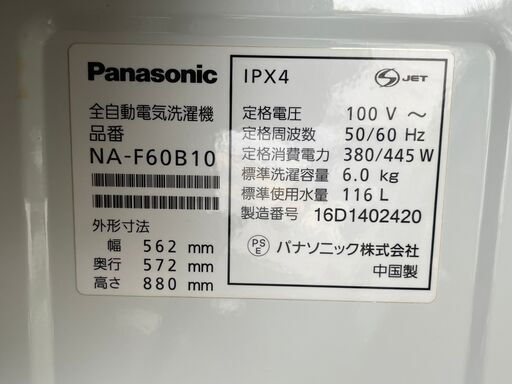 Panasonic
全自動電気洗濯機
品番
NA-F60B10
外形寸法
幅 562 mm
奥行 572 mm
高さ 880 mm
IPX4
S JET
定格電圧 100 V ～
定格周波数 50/60 Hz
定格消費電力 380/445 W
標準洗濯容量 6.0 kg
標準使用水量 116 L
製造番号 16D1402420
PS E パナソニック株式会社
中国製